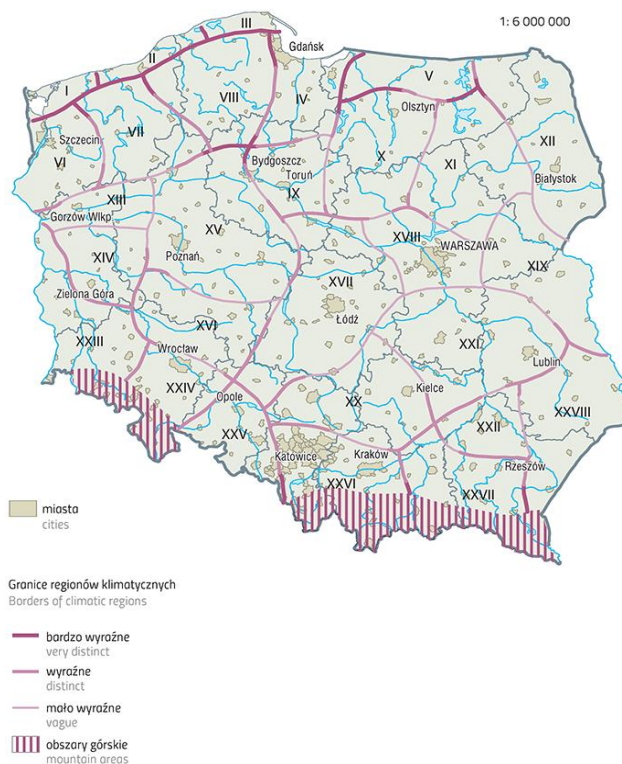 1: 6 000 000
III
Gdańsk
II
I
V
VIII
IV
Olsztyn
VII
XII
Szczecin
VI
Bydgoszcz
X
XI
Toruń
Białystok
IX
XIII
Gorzów Wlkp.
XV
XVIII
WARSZAWA
Poznań
XIV
XIX
XVII
Zielona Góra
Łódź
XVI
XXIII
Wrocław
XXI
Lublin
XXIV
Kielce
Opole
XX
XXVIII
XXII
XXV
Katowice
Kraków
Rzeszów
XXVI
XXVII
miasta
cities
Granice regionów klimatycznych
Borders of climatic regions
bardzo wyraźne
very distinct
wyraźne
distinct
mało wyraźne
vague
obszary górskie
mountain areas